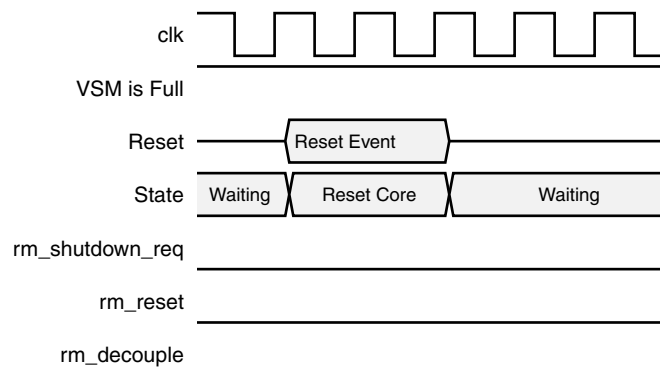 clk
VSM is Full
Reset Reset Event
State Waiting Reset Core Waiting
rm_shutdown_req
rm_reset
rm_decouple